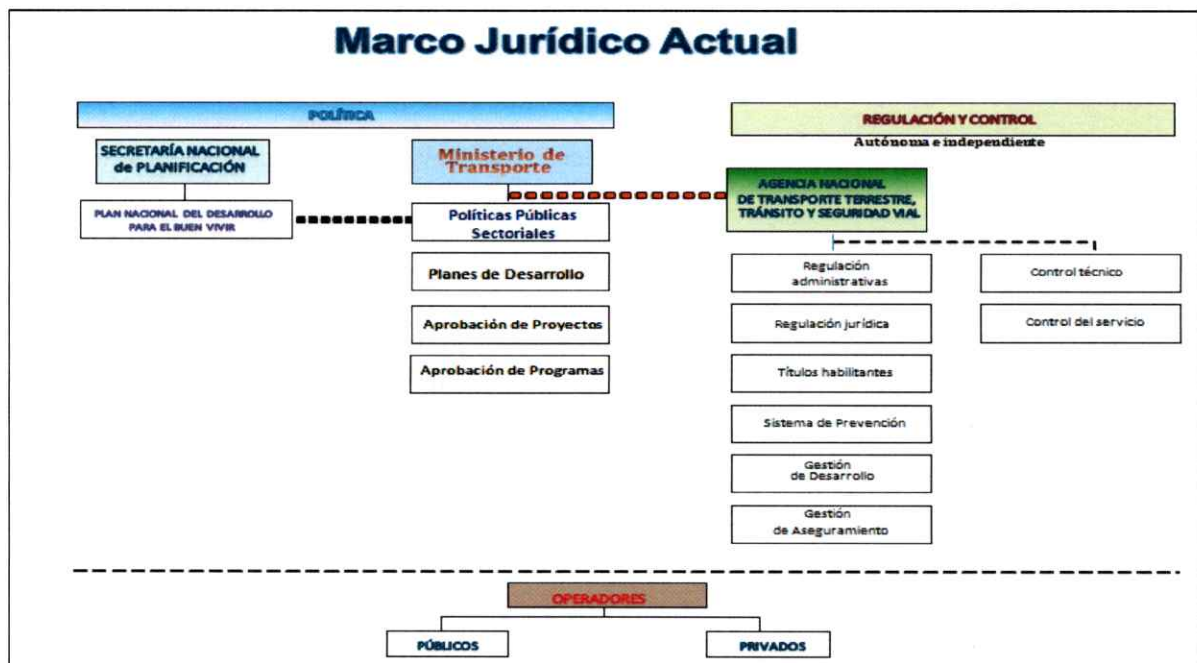 Marco Jurídico Actual
POLÍTICA
SECRETARÍA NACIONAL
de PLANIFICACIÓN
PLAN NACIONAL DEL DESARROLLO
PARA EL BUEN VIVIR
Ministerio de
Transporte
Políticas Públicas
Sectoriales
Planes de Desarrollo
Aprobación de Proyectos
Aprobación de Programas
REGULACIÓN Y CONTROL
Autónoma e independiente
AGENCIA NACIONAL
DE TRANSPORTE TERRESTRE,
TRÁNSITO Y SEGURIDAD VIAL
Regulación
administrativas
Regulación jurídica
Títulos habilitantes
Sistema de Prevención
Gestión
de Desarrollo
Gestión
de Aseguramiento
Control técnico
Control del servicio
OPERADORES
PÚBLICOS
PRIVADOS